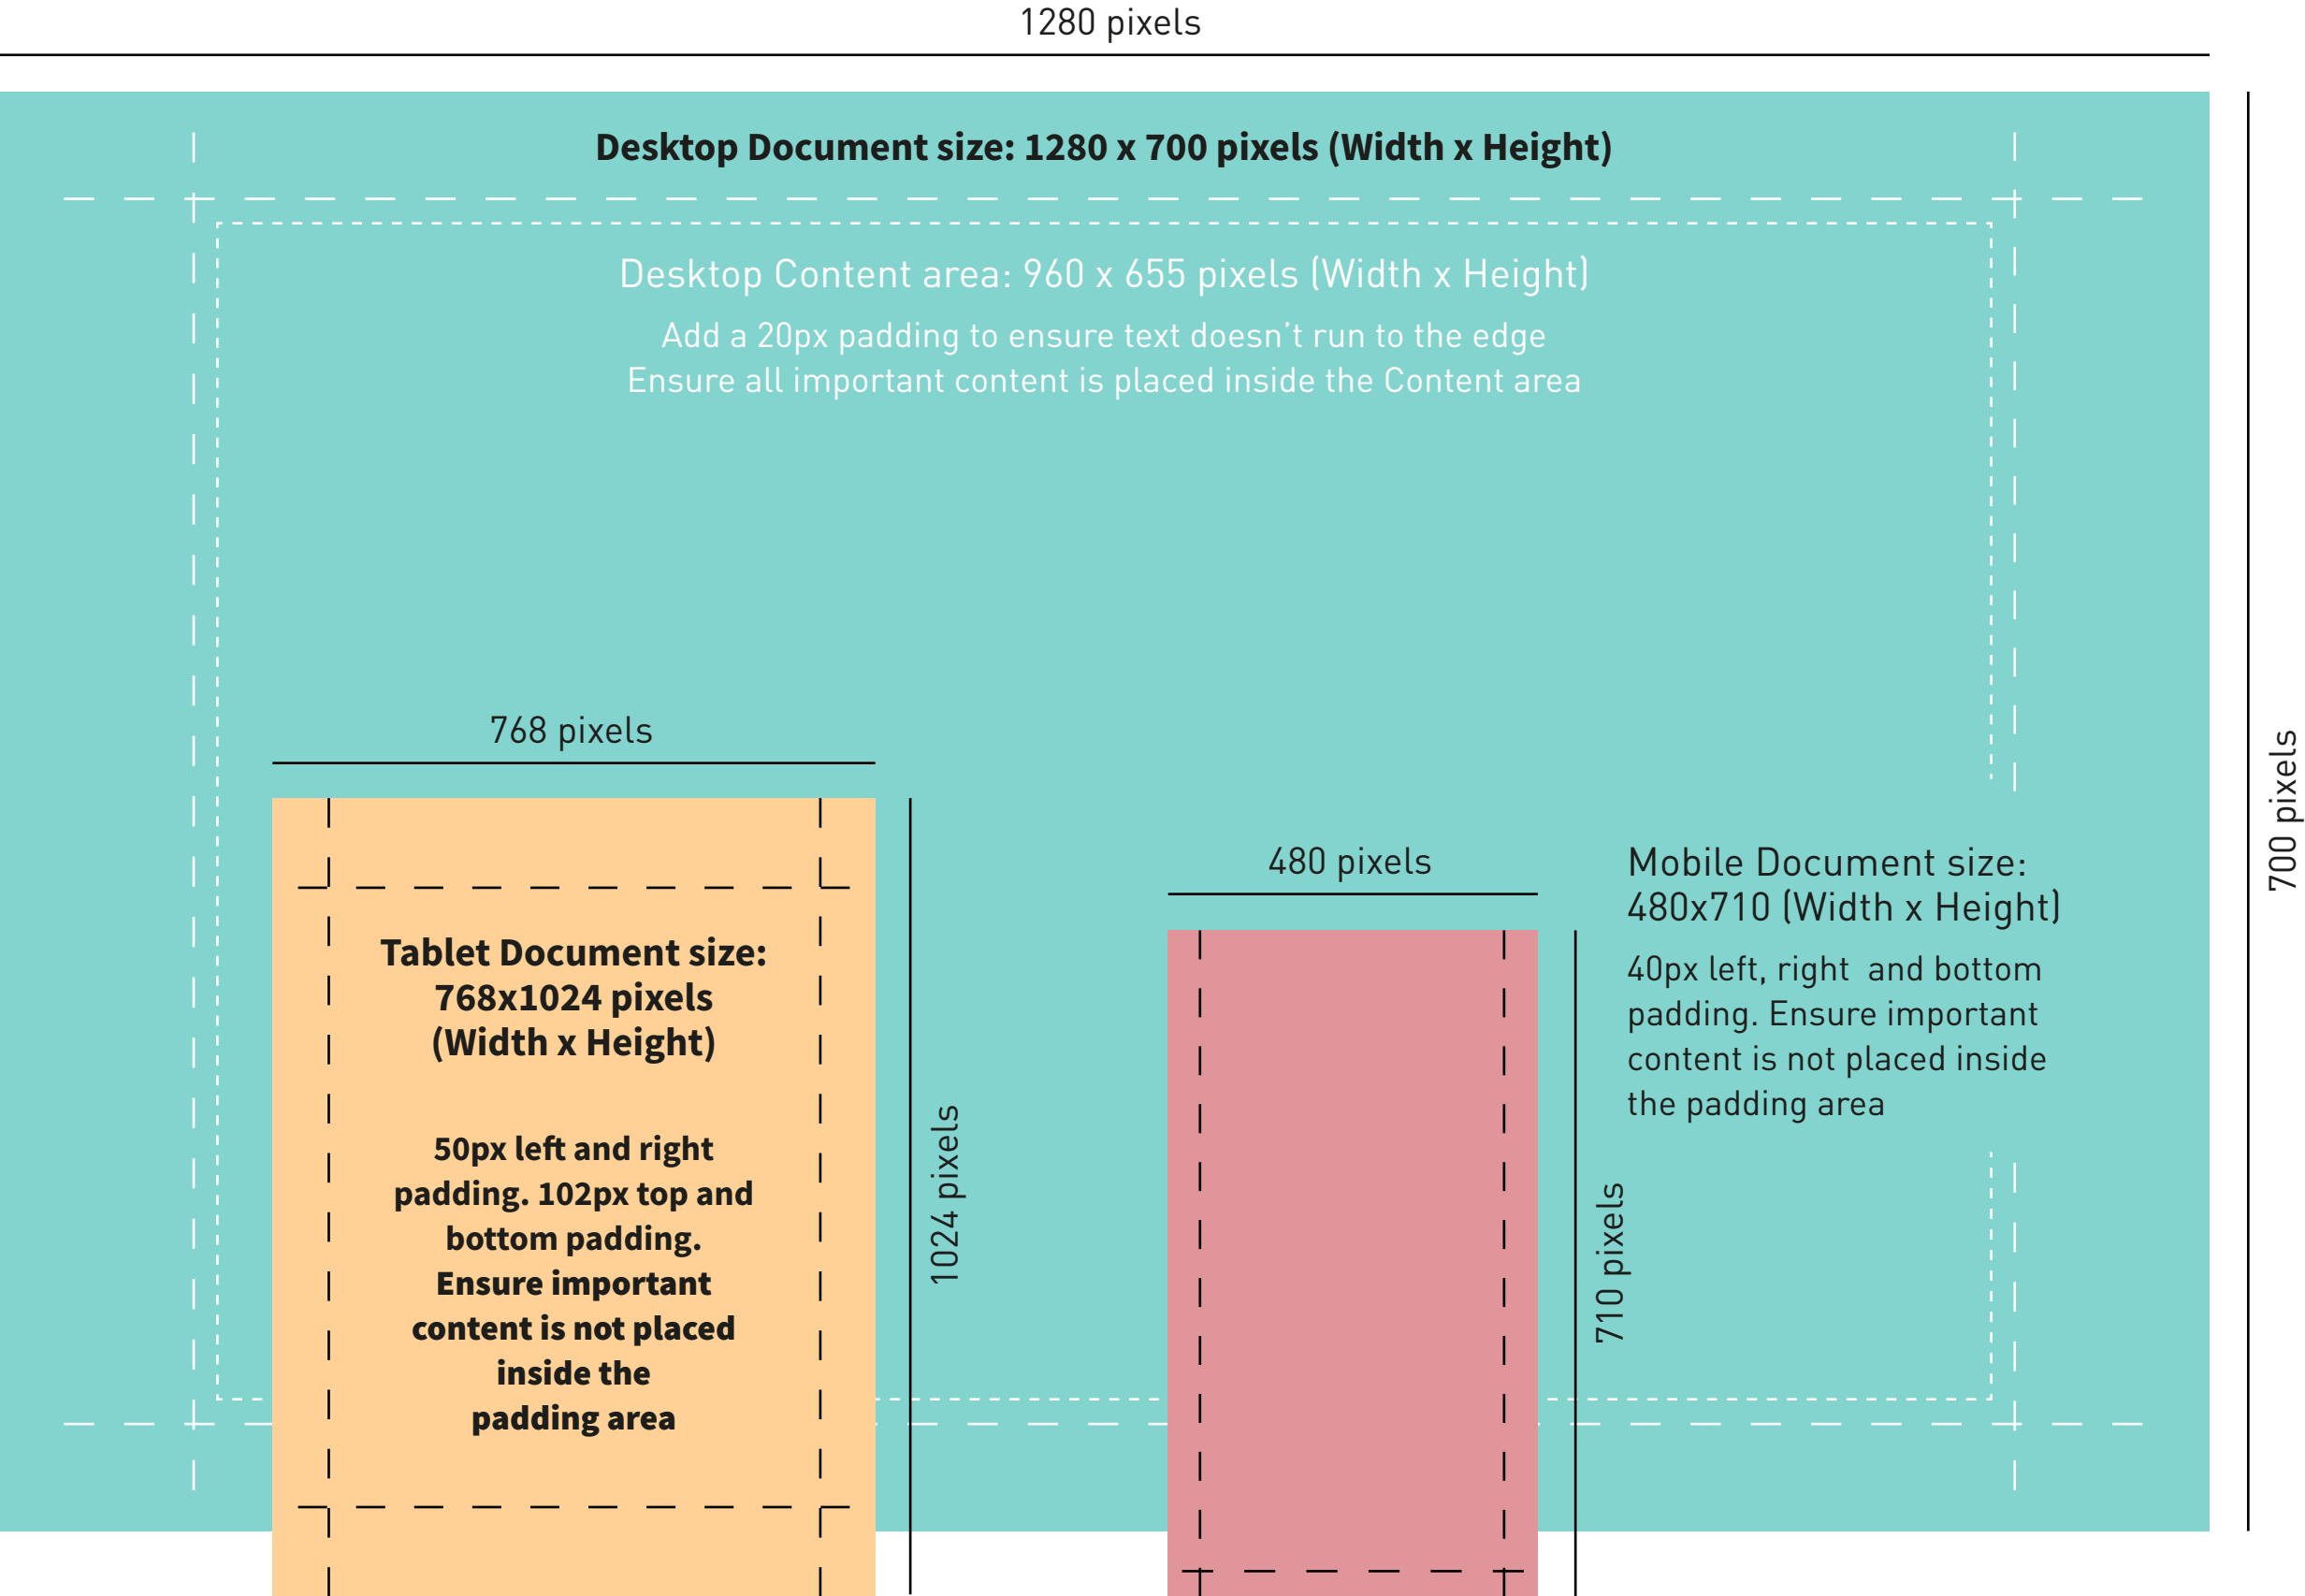 1280 pixels
Desktop Document size: 1280 x 700 pixels (Width x Height)
Desktop Content area: 960 x 655 pixels (Width x Height)
Add a 20px padding to ensure text doesn’t run to the edge
Ensure all important content is placed inside the Content area
700 pixels
768 pixels
Tablet Document size:
768x1024 pixels
(Width x Height)
50px left and right
padding. 102px top and
bottom padding.
Ensure important
content is not placed
inside the
padding area
1024 pixels
480 pixels
710 pixels
Mobile Document size:
480x710 (Width x Height)
40px left, right and bottom
padding. Ensure important
content is not placed inside
the padding area